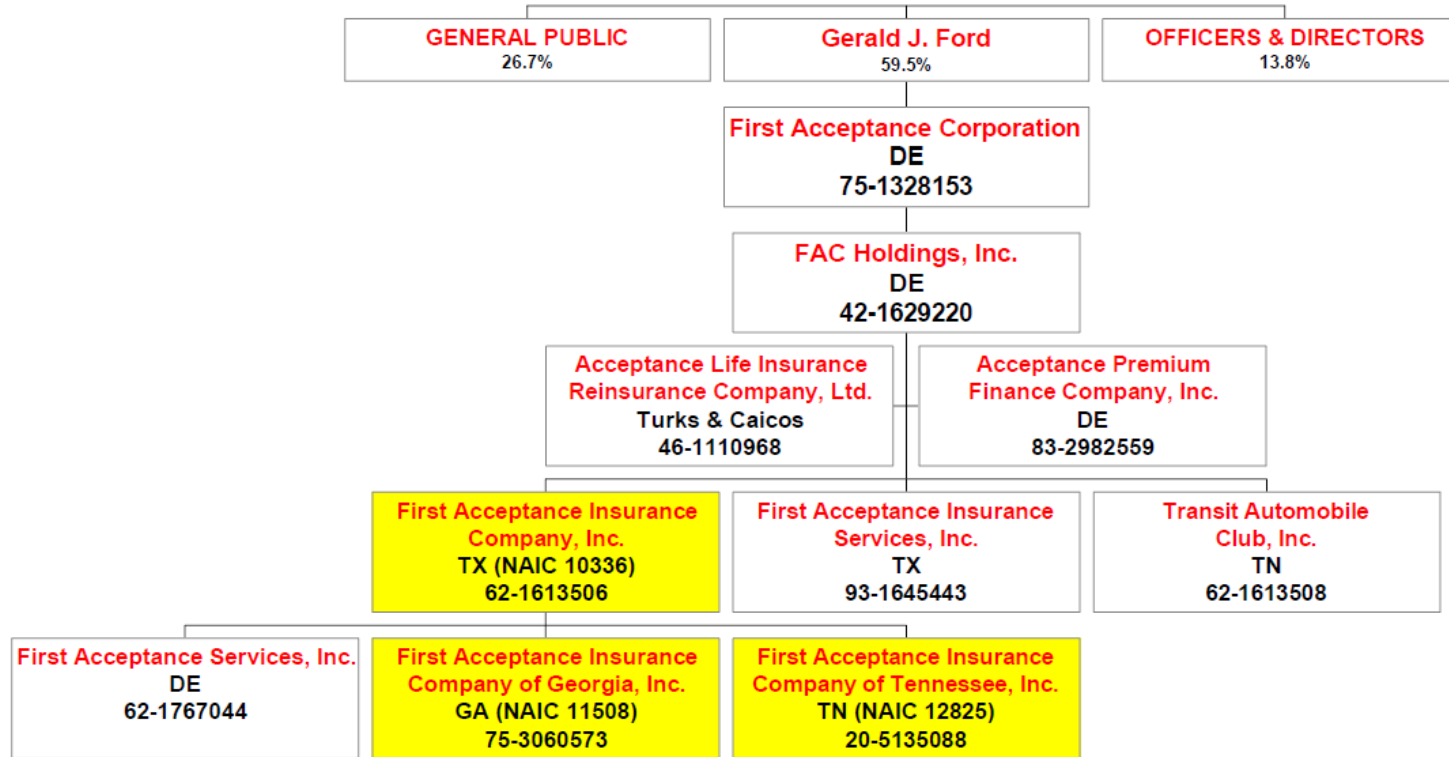 GENERAL PUBLIC
26.7%
Gerald J. Ford
59.5%
OFFICERS & DIRECTORS
13.8%
First Acceptance Corporation
DE
75-1328153
FAC Holdings, Inc.
DE
42-1629220
Acceptance Life Insurance
Reinsurance Company, Ltd.
Turks & Caicos
46-1110968
Acceptance Premium
Finance Company, Inc.
DE
83-2982559
First Acceptance Insurance
Company, Inc.
TX (NAIC 10336)
62-1613506
First Acceptance Insurance
Services, Inc.
TX
93-1645443
Transit Automobile
Club, Inc.
TN
62-1613508
First Acceptance Services, Inc.
DE
62-1767044
First Acceptance Insurance
Company of Georgia, Inc.
GA (NAIC 11508)
75-3060573
First Acceptance Insurance
Company of Tennessee, Inc.
TN (NAIC 12825)
20-5135088